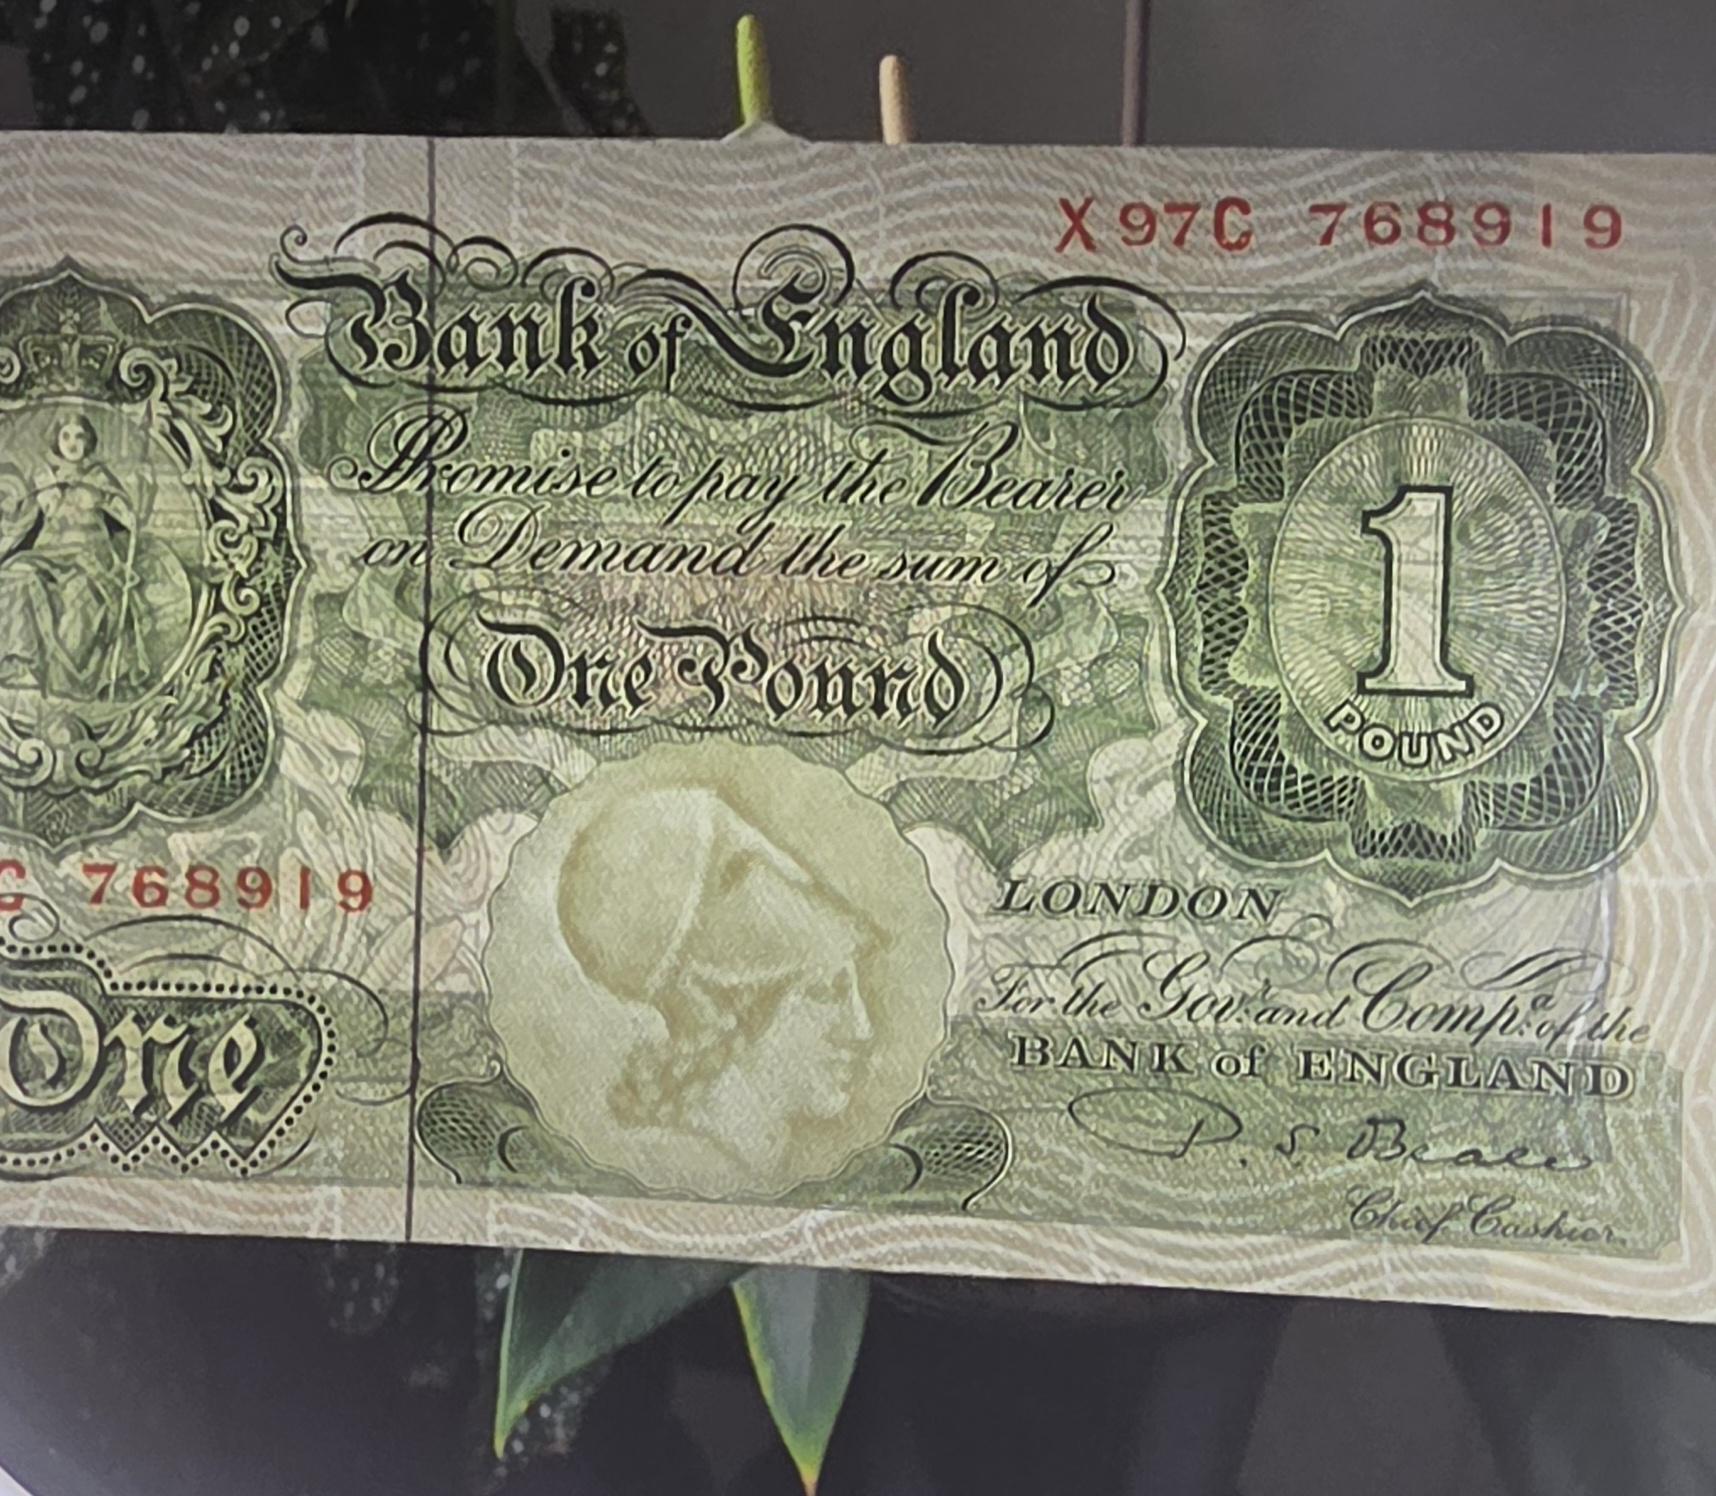 X97C 768919
Bank of England
Promise to pay the Bearer
on Demand the sum of
One Pound
1
POUND
C 768919
One
LONDON
For the Govr. and Compa. of the
BANK of ENGLAND
P. S. Beale
Chief Cashier.